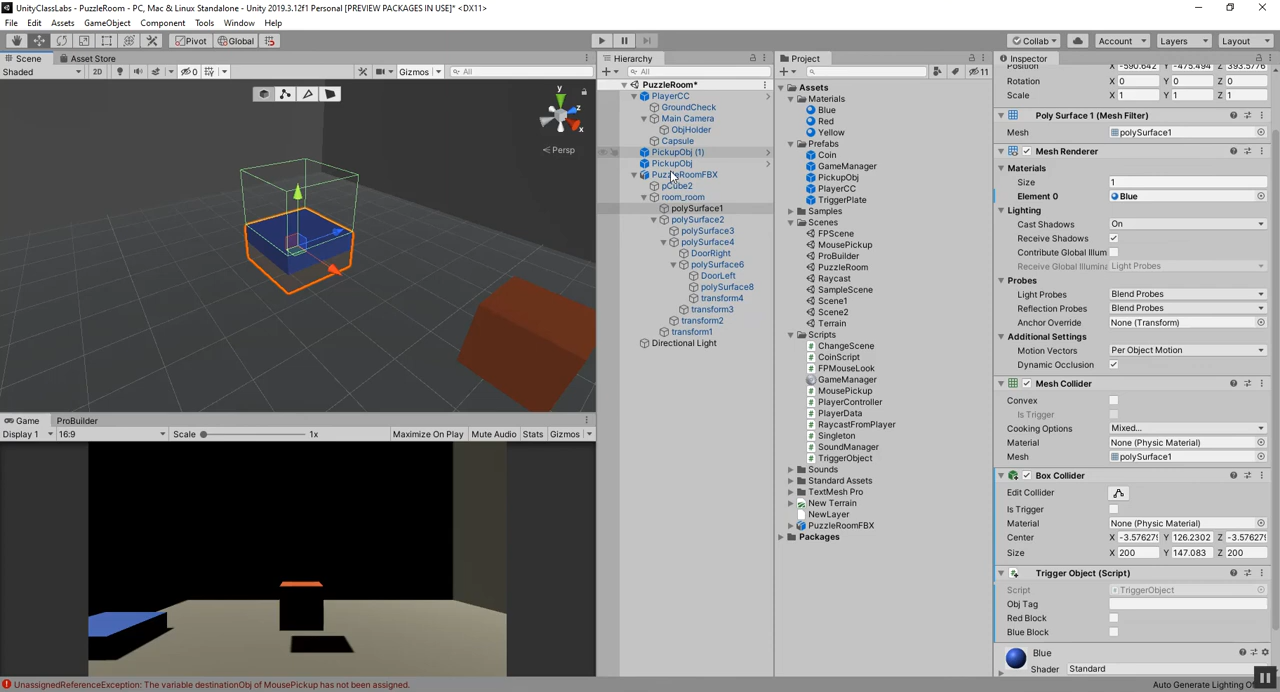 UnityClassLabs - PuzzleRoom - PC, Mac & Linux Standalone - Unity 2019.3.12f1 Personal [PREVIEW PACKAGES IN USE]* <DX11>
File Edit Assets GameObject Component Tools Window Help
Pivot Global Collab Account Layers Layout
Scene Asset Store
Shaded 2D 0 Gizmos All
y
z
x
Persp
Game ProBuilder
Display 1 16:9 Scale 1x Maximize On Play Mute Audio Stats Gizmos
Hierarchy
All
PuzzleRoom*
PlayerCC
GroundCheck
Main Camera
ObjHolder
Capsule
PickupObj (1)
PickupObj
PuzzleRoomFBX
pCube2
room_room
polySurface1
polySurface2
polySurface3
polySurface4
DoorRight
polySurface6
DoorLeft
polySurface8
transform4
transform3
transform2
transform1
Directional Light
Project
11
Assets
Materials
Blue
Red
Yellow
Prefabs
Coin
GameManager
PickupObj
PlayerCC
TriggerPlate
Samples
Scenes
FPScene
MousePickup
ProBuilder
PuzzleRoom
Raycast
SampleScene
Scene1
Scene2
Terrain
Scripts
ChangeScene
CoinScript
FPMouseLook
GameManager
MousePickup
PlayerController
PlayerData
RaycastFromPlayer
Singleton
SoundManager
TriggerObject
Sounds
Standard Assets
TextMesh Pro
New Terrain
NewLayer
PuzzleRoomFBX
Packages
Inspector
Position X -590.642 Y -475.494 Z 393.5776
Rotation X 0 Y 0 Z 0
Scale X 1 Y 1 Z 1
Poly Surface 1 (Mesh Filter)
Mesh polySurface1
Mesh Renderer
Materials
Size 1
Element 0 Blue
Lighting
Cast Shadows On
Receive Shadows
Contribute Global Illum
Receive Global Illumina Light Probes
Probes
Light Probes Blend Probes
Reflection Probes Blend Probes
Anchor Override None (Transform)
Additional Settings
Motion Vectors Per Object Motion
Dynamic Occlusion
Mesh Collider
Convex
Is Trigger
Cooking Options Mixed...
Material None (Physic Material)
Mesh polySurface1
Box Collider
Edit Collider
Is Trigger
Material None (Physic Material)
Center X -3.57627 Y 126.2302 Z -3.57627
Size X 200 Y 147.083 Z 200
Trigger Object (Script)
Script TriggerObject
Obj Tag
Red Block
Blue Block
Blue
Shader Standard
UnassignedReferenceException: The variable destinationObj of MousePickup has not been assigned.
Auto Generate Lighting O